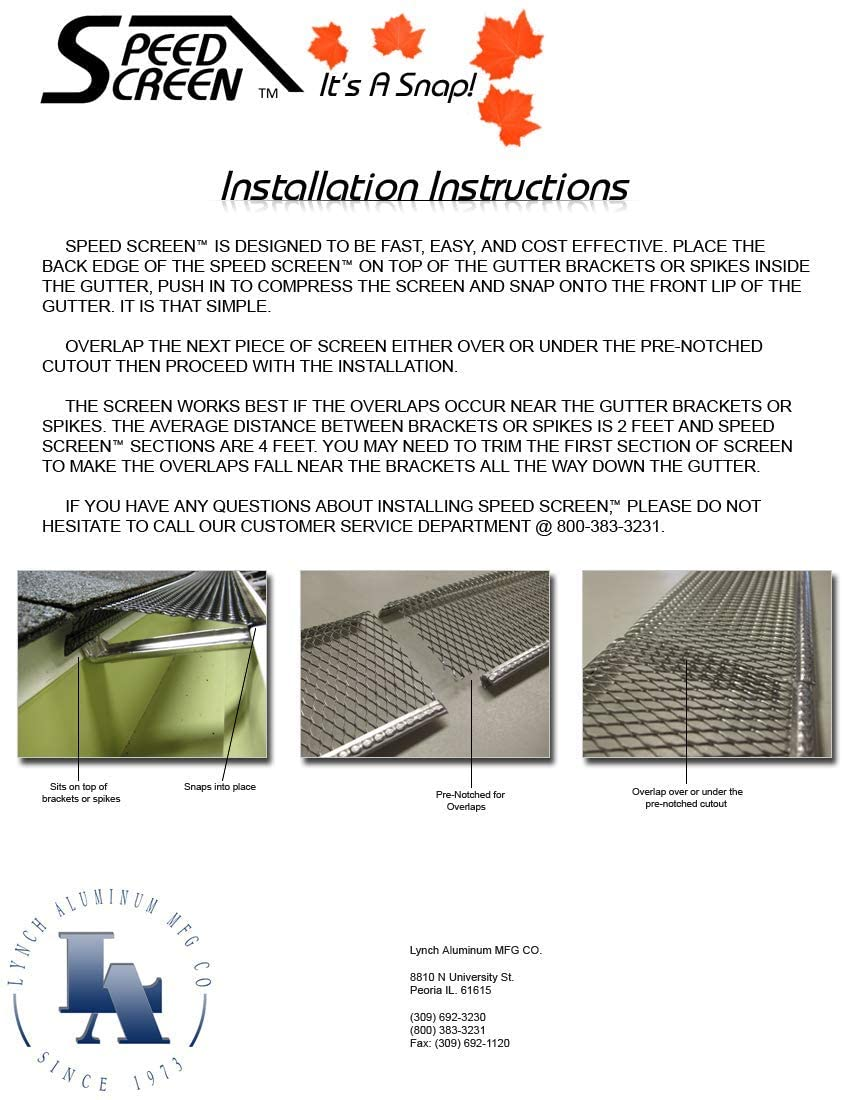 SPEED
SCREEN ™
It's A Snap!
Installation Instructions
SPEED SCREEN™ IS DESIGNED TO BE FAST, EASY, AND COST EFFECTIVE. PLACE THE
BACK EDGE OF THE SPEED SCREEN™ ON TOP OF THE GUTTER BRACKETS OR SPIKES INSIDE
THE GUTTER, PUSH IN TO COMPRESS THE SCREEN AND SNAP ONTO THE FRONT LIP OF THE
GUTTER. IT IS THAT SIMPLE.
OVERLAP THE NEXT PIECE OF SCREEN EITHER OVER OR UNDER THE PRE-NOTCHED
CUTOUT THEN PROCEED WITH THE INSTALLATION.
THE SCREEN WORKS BEST IF THE OVERLAPS OCCUR NEAR THE GUTTER BRACKETS OR
SPIKES. THE AVERAGE DISTANCE BETWEEN BRACKETS OR SPIKES IS 2 FEET AND SPEED
SCREEN™ SECTIONS ARE 4 FEET. YOU MAY NEED TO TRIM THE FIRST SECTION OF SCREEN
TO MAKE THE OVERLAPS FALL NEAR THE BRACKETS ALL THE WAY DOWN THE GUTTER.
IF YOU HAVE ANY QUESTIONS ABOUT INSTALLING SPEED SCREEN,™ PLEASE DO NOT
HESITATE TO CALL OUR CUSTOMER SERVICE DEPARTMENT @ 800-383-3231.
Sits on top of
brackets or spikes
Snaps into place
Pre-Notched for
Overlaps
Overlap over or under the
pre-notched cutout
LYNCH ALUMINUM MFG CO
LA
SINCE 1973
Lynch Aluminum MFG CO.
8810 N University St.
Peoria IL. 61615
(309) 692-3230
(800) 383-3231
Fax: (309) 692-1120